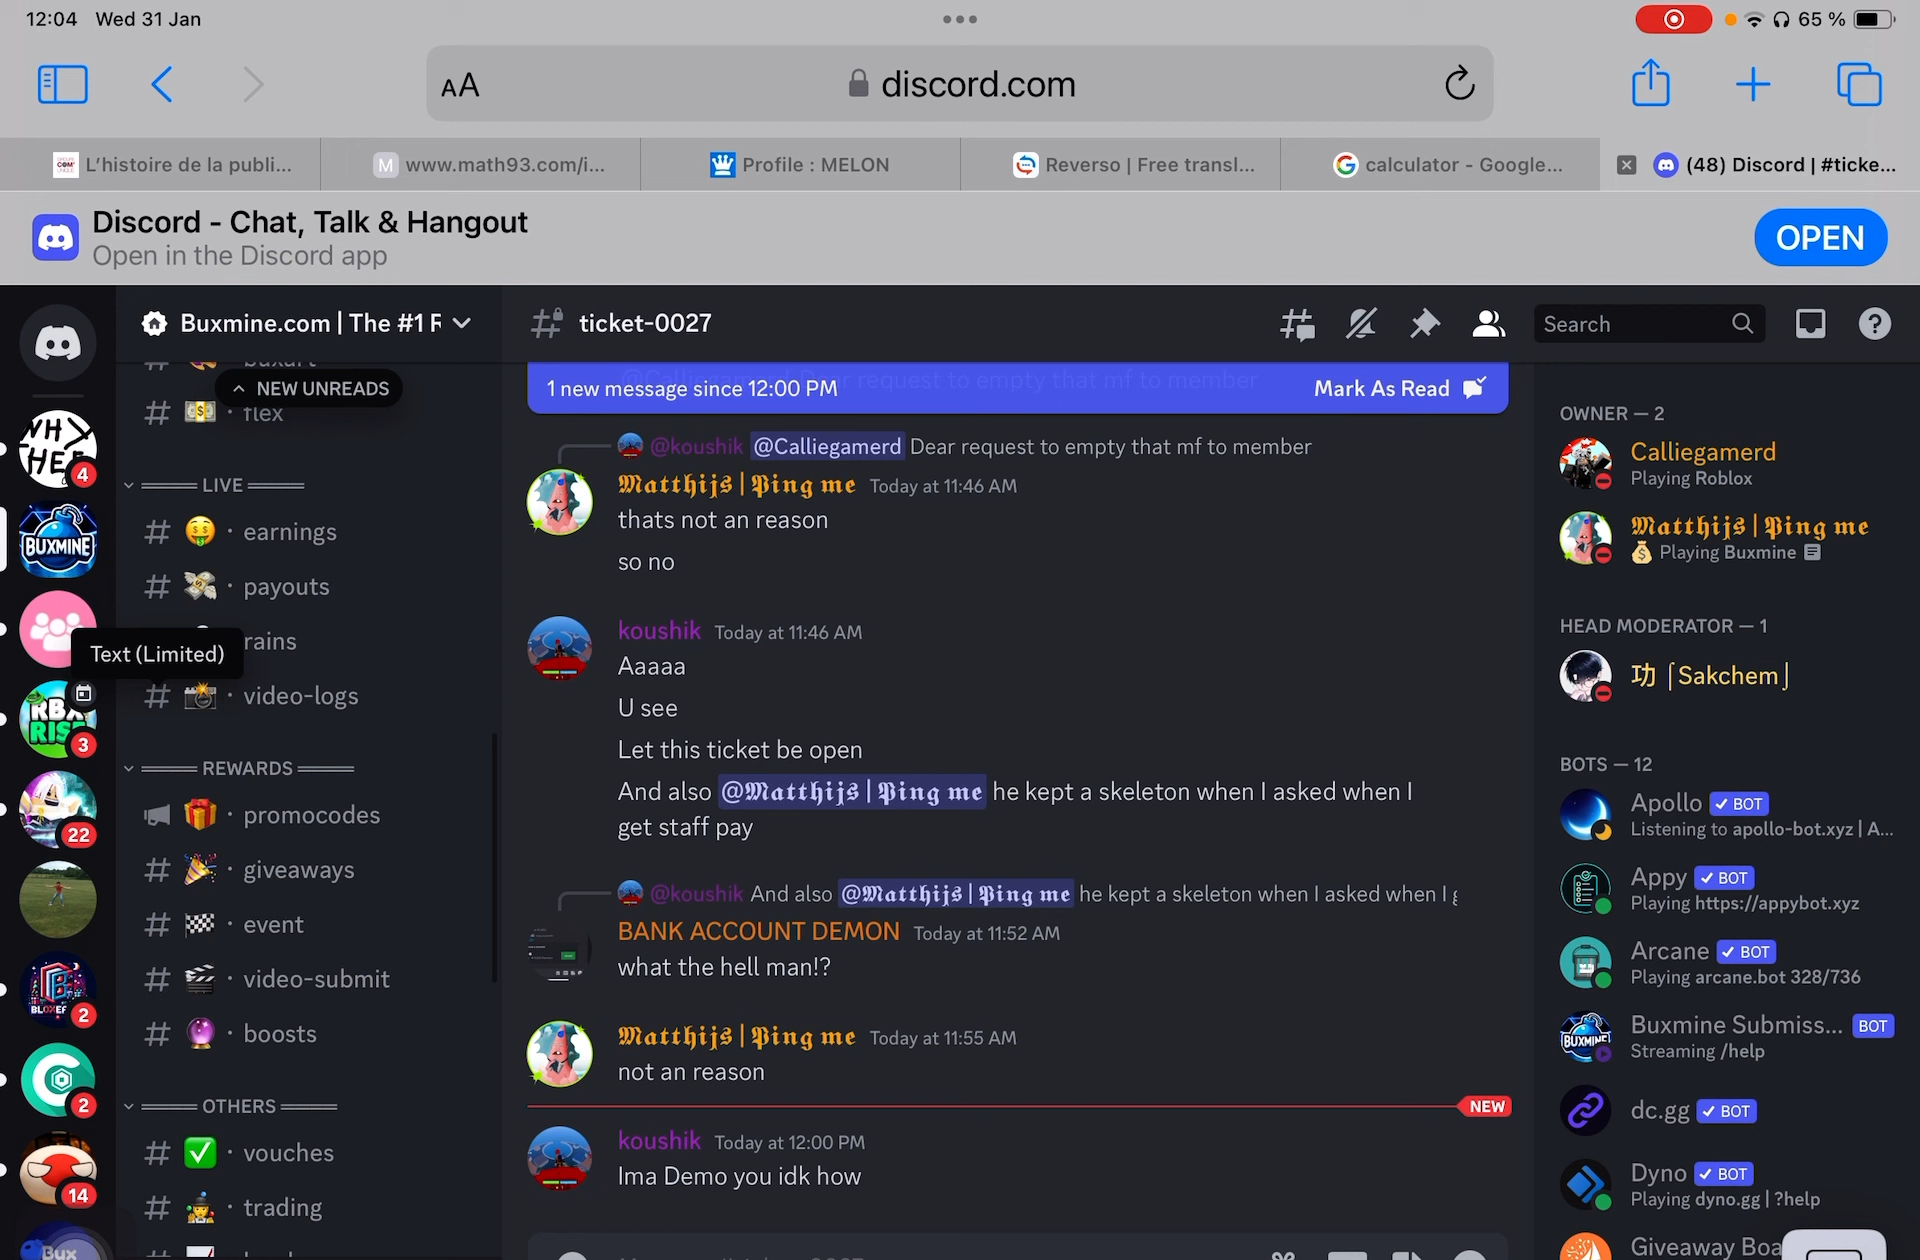 12:04 Wed 31 Jan
65 %
AA
discord.com
L'histoire de la publi...
M www.math93.com/i...
Profile : MELON
Reverso | Free transl...
calculator - Google...
(48) Discord | #ticke...
Discord - Chat, Talk & Hangout
Open in the Discord app
OPEN
Buxmine.com | The #1 R
NEW UNREADS
flex
LIVE
earnings
payouts
rains
Text (Limited)
video-logs
REWARDS
promocodes
giveaways
event
video-submit
boosts
OTHERS
vouches
trading
4
BUXMINE
RBX
RISE
3
22
2
2
14
Bux
ticket-0027
Search
1 new message since 12:00 PM
Mark As Read
@koushik @Calliegamerd Dear request to empty that mf to member
𝕸𝖆𝖙𝖙𝖍𝖎𝖏𝖘 | 𝕻𝖎𝖓𝖌 𝖒𝖊 Today at 11:46 AM
thats not an reason
so no
koushik Today at 11:46 AM
Aaaaa
U see
Let this ticket be open
And also @𝕸𝖆𝖙𝖙𝖍𝖎𝖏𝖘 | 𝕻𝖎𝖓𝖌 𝖒𝖊 he kept a skeleton when I asked when I
get staff pay
@koushik And also @𝕸𝖆𝖙𝖙𝖍𝖎𝖏𝖘 | 𝕻𝖎𝖓𝖌 𝖒𝖊 he kept a skeleton when I asked when I
BANK ACCOUNT DEMON Today at 11:52 AM
what the hell man!?
𝕸𝖆𝖙𝖙𝖍𝖎𝖏𝖘 | 𝕻𝖎𝖓𝖌 𝖒𝖊 Today at 11:55 AM
not an reason
NEW
koushik Today at 12:00 PM
Ima Demo you idk how
OWNER — 2
Calliegamerd
Playing Roblox
𝕸𝖆𝖙𝖙𝖍𝖎𝖏𝖘 | 𝕻𝖎𝖓𝖌 𝖒𝖊
Playing Buxmine
HEAD MODERATOR — 1
功⌈Sakchem⌋
BOTS — 12
Apollo BOT
Listening to apollo-bot.xyz | A...
Appy BOT
Playing https://appybot.xyz
Arcane BOT
Playing arcane.bot 328/736
Buxmine Submiss... BOT
Streaming /help
dc.gg BOT
Dyno BOT
Playing dyno.gg | ?help
Giveaway Boa